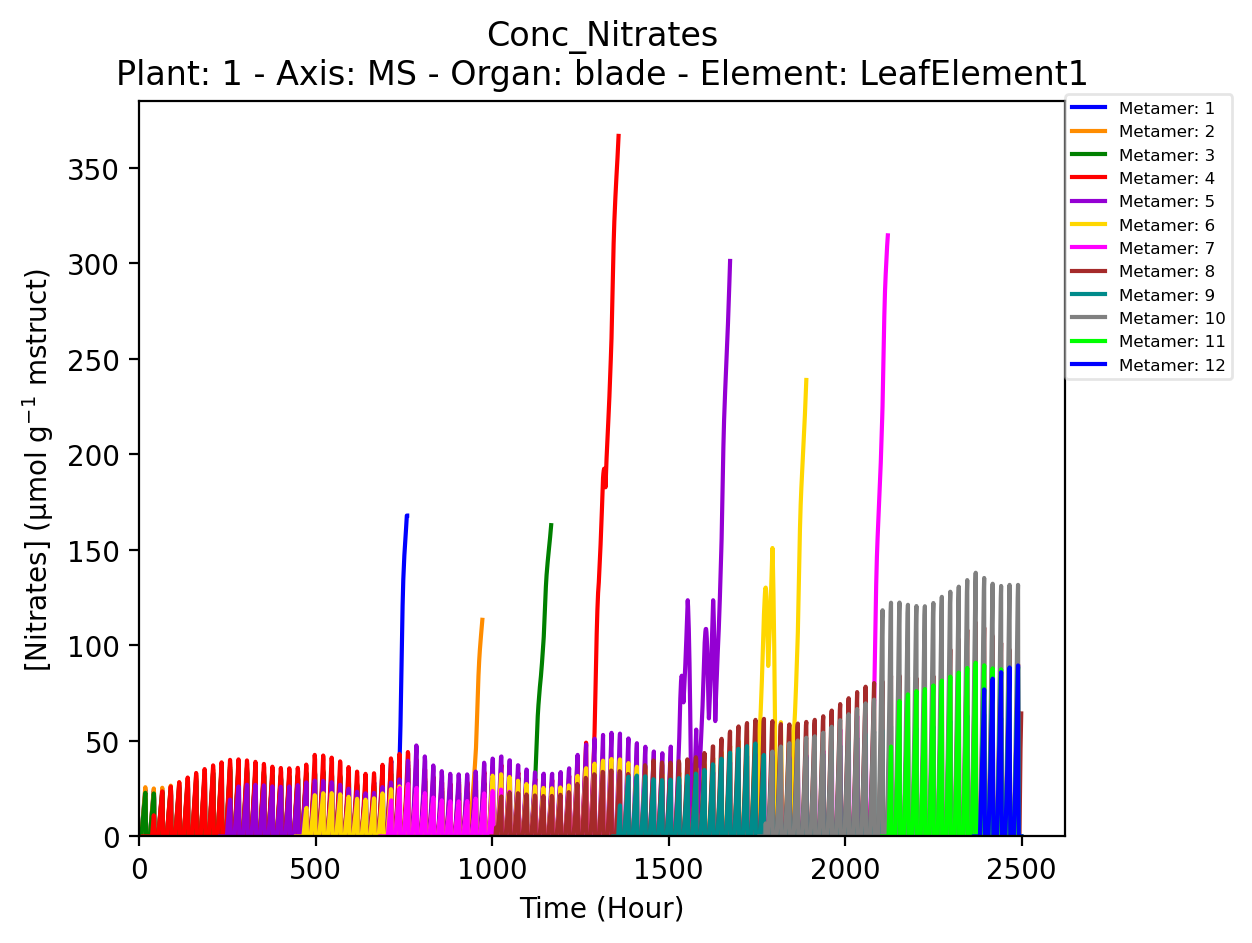 Conc_Nitrates
Plant: 1 - Axis: MS - Organ: blade - Element: LeafElement1
Metamer: 1
Metamer: 2
Metamer: 3
Metamer: 4
Metamer: 5
Metamer: 6
Metamer: 7
Metamer: 8
Metamer: 9
Metamer: 10
Metamer: 11
Metamer: 12
[Nitrates] (µmol g⁻¹ mstruct)
350
300
250
200
150
100
50
0
0 500 1000 1500 2000 2500
Time (Hour)